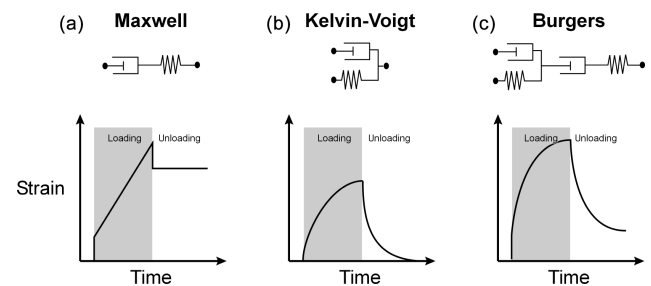 (a) Maxwell
(b) Kelvin-Voigt
(c) Burgers
Loading Unloading
Loading Unloading
Loading Unloading
Strain
Time
Time
Time